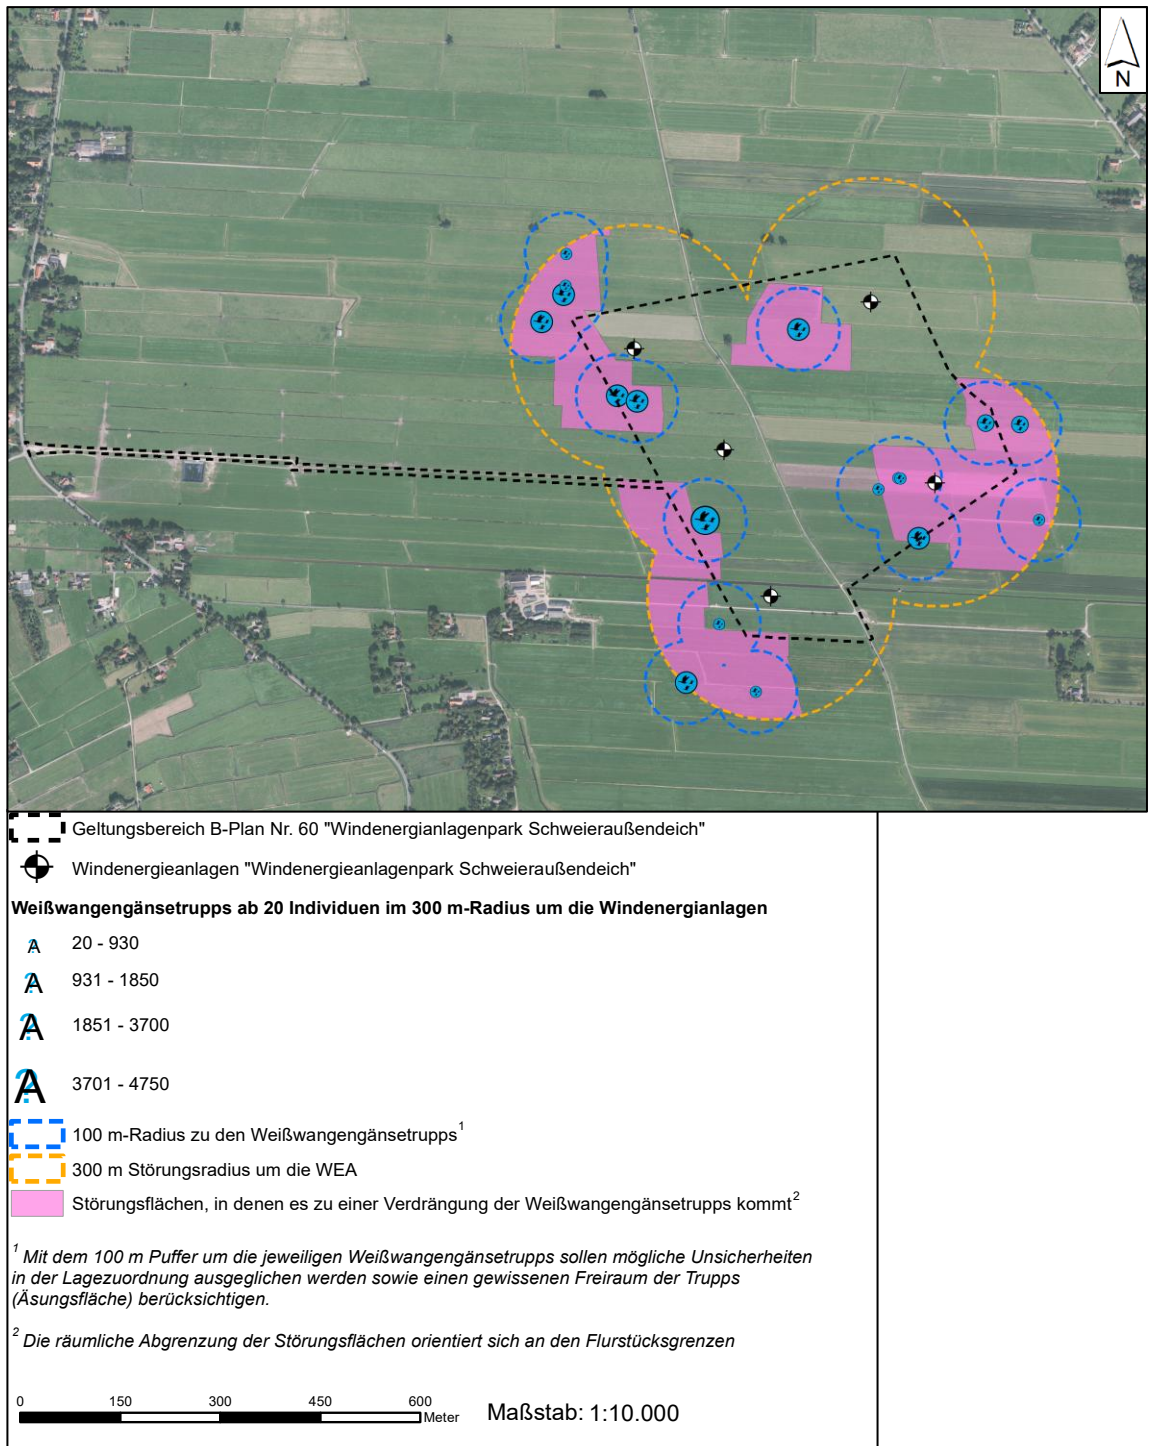 N
Geltungsbereich B-Plan Nr. 60 "Windenergianlagenpark Schweieraußendeich"
Windenergieanlagen "Windenergieanlagenpark Schweieraußendeich"
Weißwangengänsetrupps ab 20 Individuen im 300 m-Radius um die Windenergianlagen
A 20 - 930
A 931 - 1850
A 1851 - 3700
A 3701 - 4750
100 m-Radius zu den Weißwangengänsetrupps1
300 m Störungsradius um die WEA
Störungsflächen, in denen es zu einer Verdrängung der Weißwangengänsetrupps kommt2
1 Mit dem 100 m Puffer um die jeweiligen Weißwangengänsetrupps sollen mögliche Unsicherheiten
in der Lagezuordnung ausgeglichen werden sowie einen gewissenen Freiraum der Trupps
(Äsungsfläche) berücksichtigen.
2 Die räumliche Abgrenzung der Störungsflächen orientiert sich an den Flurstücksgrenzen
0 150 300 450 600
Meter Maßstab: 1:10.000